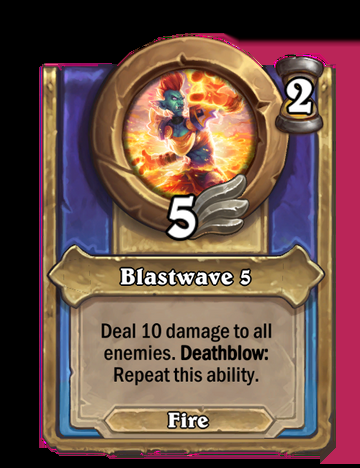 2
5
Blastwave 5
Deal 10 damage to all
enemies. Deathblow:
Repeat this ability.
Fire